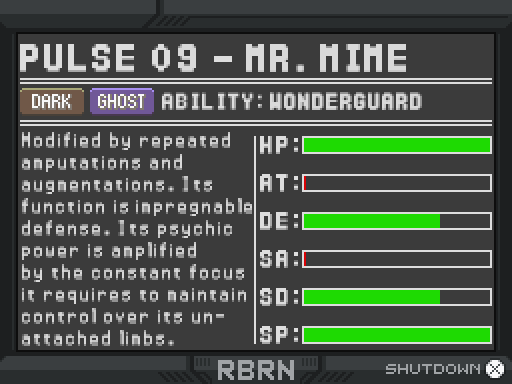 PULSE 09 - MR. MIME
DARK GHOST ABILITY: WONDERGUARD
Modified by repeated
amputations and
augmentations. Its
function is impregnable
defense. Its psychic
power is amplified
by the constant focus
it requires to maintain
control over its un-
attached limbs.
HP:
AT:
DE:
SA:
SD:
SP:
RBRN
SHUTDOWN